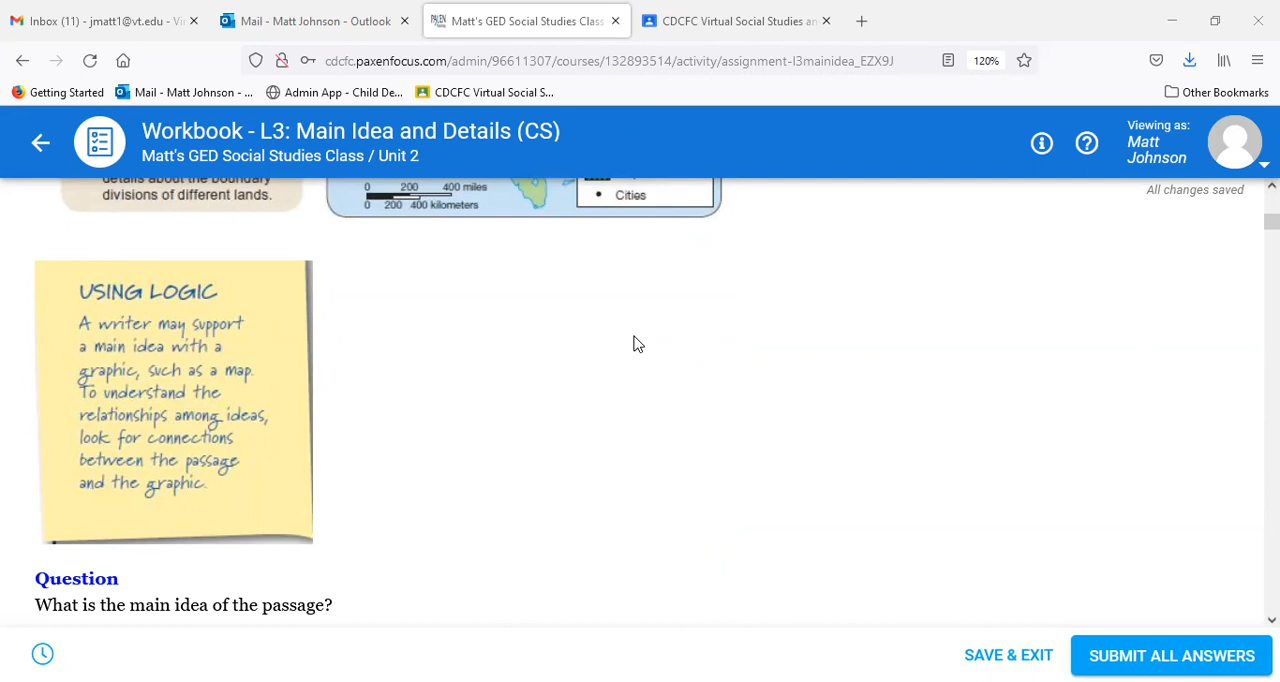 Inbox (11) - jmatt1@vt.edu - Vi
Mail - Matt Johnson - Outlook
PAXEN
Matt's GED Social Studies Class
CDCFC Virtual Social Studies an
cdcfc.paxenfocus.com/admin/96611307/courses/132893514/activity/assignment-l3mainidea_EZX9J
120%
Getting Started
Mail - Matt Johnson - ...
Admin App - Child De...
CDCFC Virtual Social S...
Other Bookmarks
Workbook - L3: Main Idea and Details (CS)
Matt's GED Social Studies Class / Unit 2
Viewing as:
Matt
Johnson
All changes saved
details about the boundary
divisions of different lands.
0 200 400 miles
0 200 400 kilometers
Cities
USING LOGIC
A writer may support
a main idea with a
graphic, such as a map.
To understand the
relationships among ideas,
look for connections
between the passage
and the graphic.
Question
What is the main idea of the passage?
SAVE & EXIT
SUBMIT ALL ANSWERS